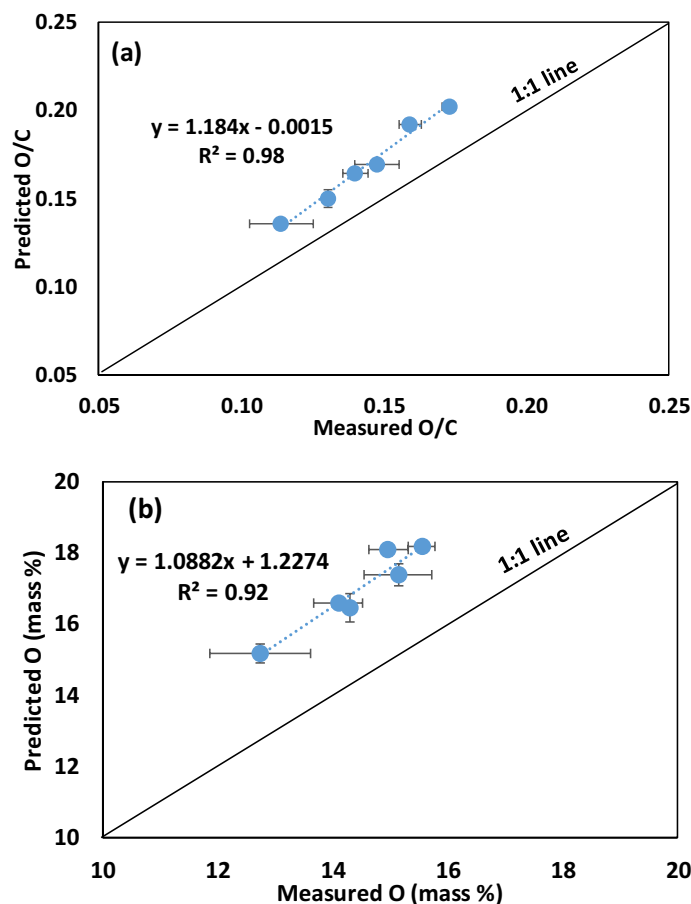 (a)
0.25
0.20
0.15
0.10
0.05
Predicted O/C
y = 1.184x - 0.0015
R² = 0.98
1:1 line
0.05 0.10 0.15 0.20 0.25
Measured O/C
(b)
20
18
16
14
12
10
Predicted O (mass %)
y = 1.0882x + 1.2274
R² = 0.92
1:1 line
10 12 14 16 18 20
Measured O (mass %)